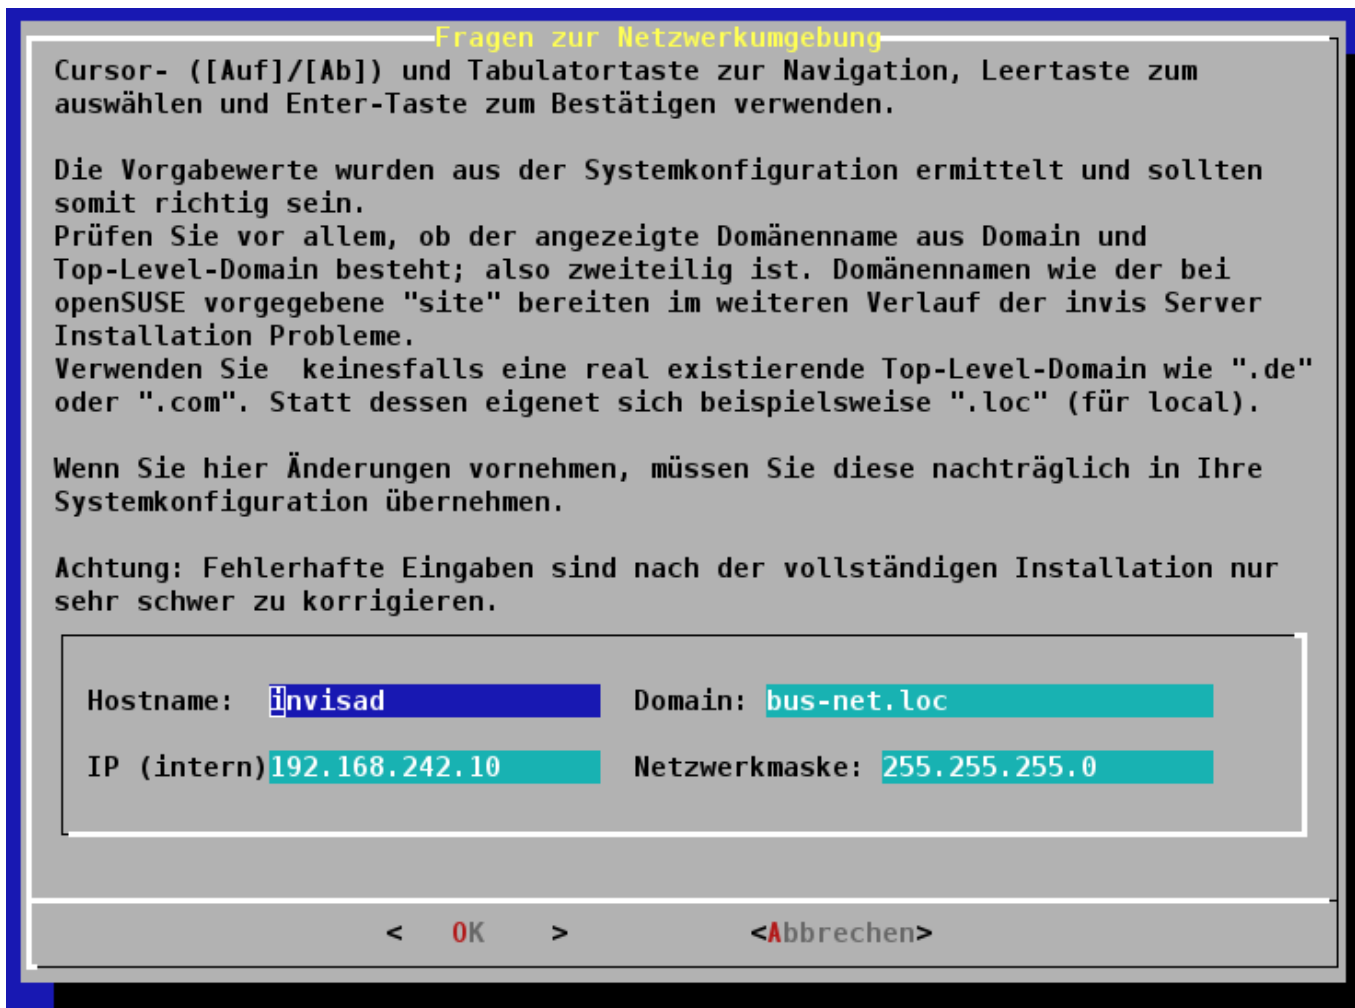 Fragen zur Netzwerkumgebung
Cursor- ([Auf]/[Ab]) und Tabulatortaste zur Navigation, Leertaste zum
auswählen und Enter-Taste zum Bestätigen verwenden.
Die Vorgabewerte wurden aus der Systemkonfiguration ermittelt und sollten
somit richtig sein.
Prüfen Sie vor allem, ob der angezeigte Domänenname aus Domain und
Top-Level-Domain besteht; also zweiteilig ist. Domänennamen wie der bei
openSUSE vorgegebene "site" bereiten im weiteren Verlauf der invis Server
Installation Probleme.
Verwenden Sie  keinesfalls eine real existierende Top-Level-Domain wie ".de"
oder ".com". Statt dessen eigenet sich beispielsweise ".loc" (für local).
Wenn Sie hier Änderungen vornehmen, müssen Sie diese nachträglich in Ihre
Systemkonfiguration übernehmen.
Achtung: Fehlerhafte Eingaben sind nach der vollständigen Installation nur
sehr schwer zu korrigieren.
Hostname: invisad Domain: bus-net.loc
IP (intern) 192.168.242.10 Netzwerkmaske: 255.255.255.0
< OK > <Abbrechen>